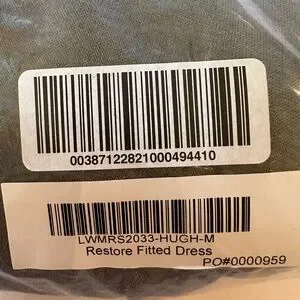 00387122821000494410
LWMRS2033-HUGH-M
Restore Fitted Dress
PO#0000959